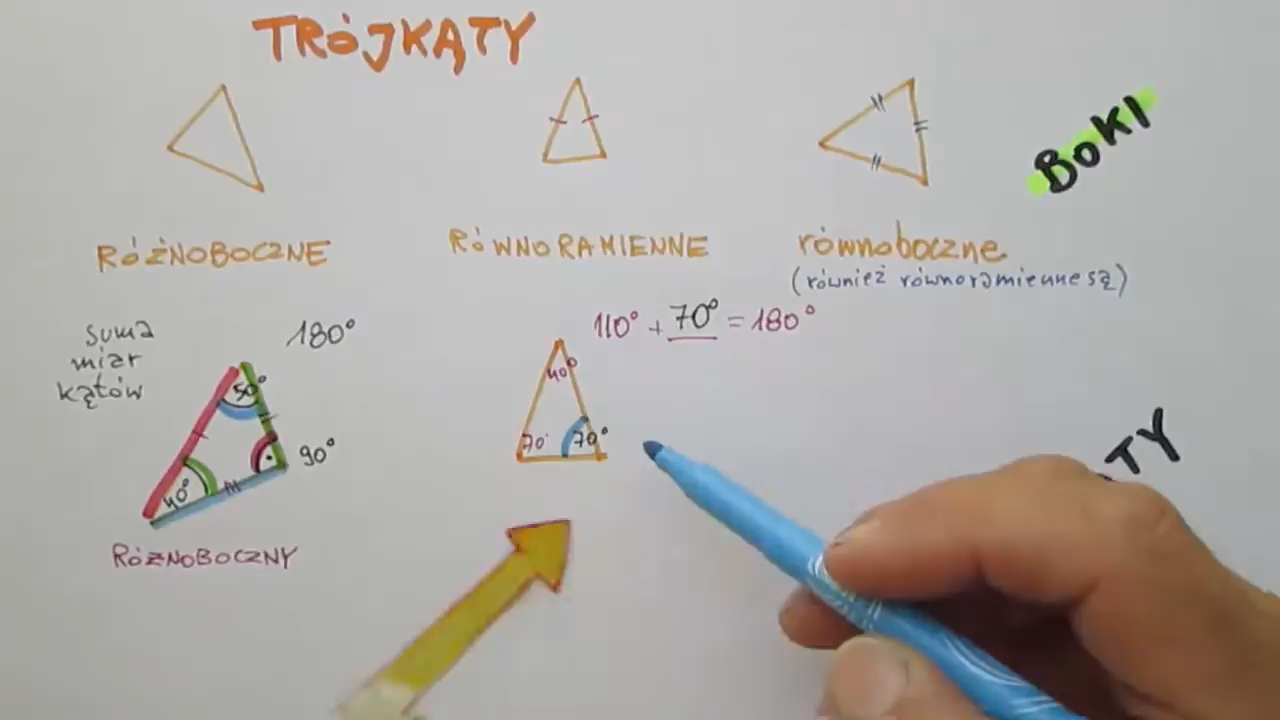 TRÓJKĄTY
BOKI
RÓŻNOBOCZNE
RÓWNORAMIENNE
równoboczne
(również równoramienne są)
suma
miar
kątów
180°
50°
40°
90°
RÓŻNOBOCZNY
110° + 70° = 180°
40°
70°
70°
TY